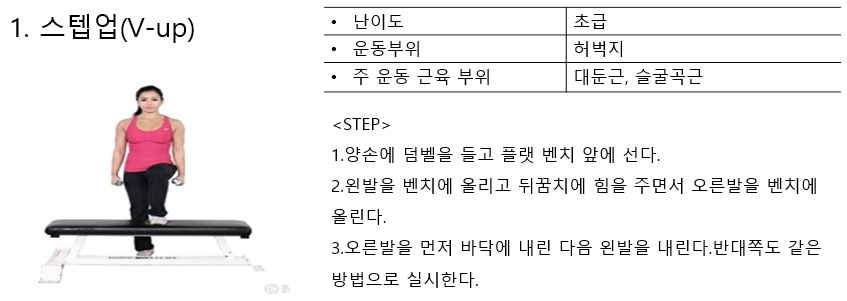 1. 스텝업(V-up)
• 난이도 초급
• 운동부위 허벅지
• 주 운동 근육 부위 대둔근, 슬굴곡근
<STEP>
1.양손에 덤벨을 들고 플랫 벤치 앞에 선다.
2.왼발을 벤치에 올리고 뒤꿈치에 힘을 주면서 오른발을 벤치에
올린다.
3.오른발을 먼저 바닥에 내린 다음 왼발을 내린다.반대쪽도 같은
방법으로 실시한다.